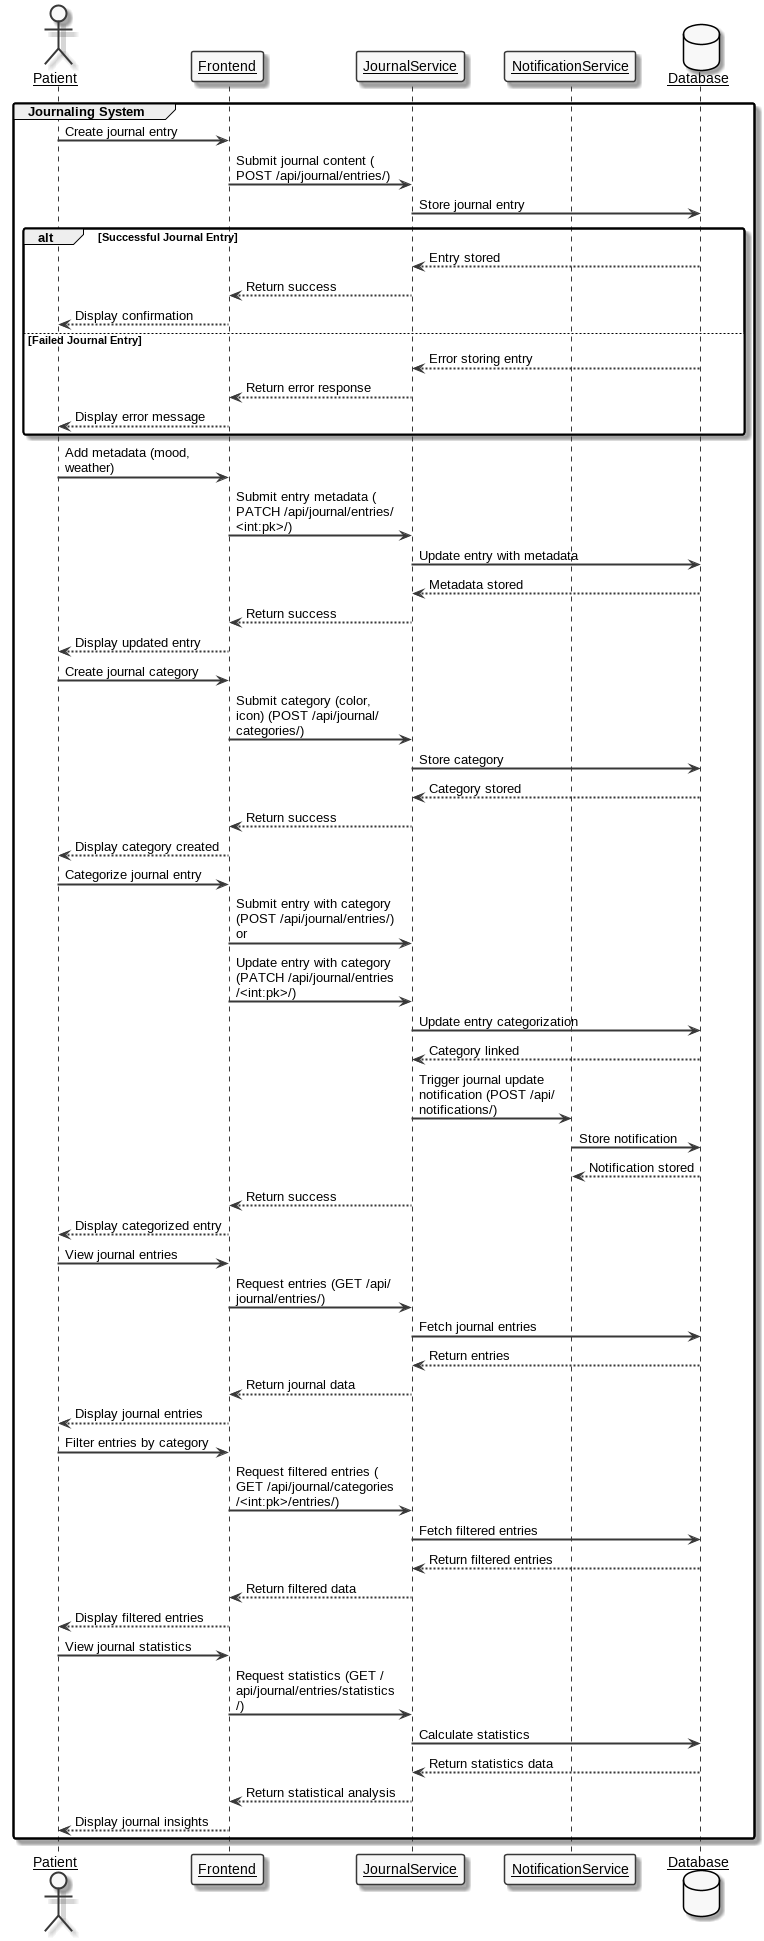 Patient
Frontend
JournalService
NotificationService
Database
Journaling System
Create journal entry
Submit journal content (
POST /api/journal/entries/)
Store journal entry
alt
[Successful Journal Entry]
Entry stored
Return success
Display confirmation
[Failed Journal Entry]
Error storing entry
Return error response
Display error message
Add metadata (mood,
weather)
Submit entry metadata (
PATCH /api/journal/entries/
<int:pk>/)
Update entry with metadata
Metadata stored
Return success
Display updated entry
Create journal category
Submit category (color,
icon) (POST /api/journal/
categories/)
Store category
Category stored
Return success
Display category created
Categorize journal entry
Submit entry with category
(POST /api/journal/entries/)
or
Update entry with category
(PATCH /api/journal/entries
/<int:pk>/)
Update entry categorization
Category linked
Trigger journal update
notification (POST /api/
notifications/)
Store notification
Notification stored
Return success
Display categorized entry
View journal entries
Request entries (GET /api/
journal/entries/)
Fetch journal entries
Return entries
Return journal data
Display journal entries
Filter entries by category
Request filtered entries (
GET /api/journal/categories
/<int:pk>/entries/)
Fetch filtered entries
Return filtered entries
Return filtered data
Display filtered entries
View journal statistics
Request statistics (GET /
api/journal/entries/statistics
/)
Calculate statistics
Return statistics data
Return statistical analysis
Display journal insights
Patient
Frontend
JournalService
NotificationService
Database